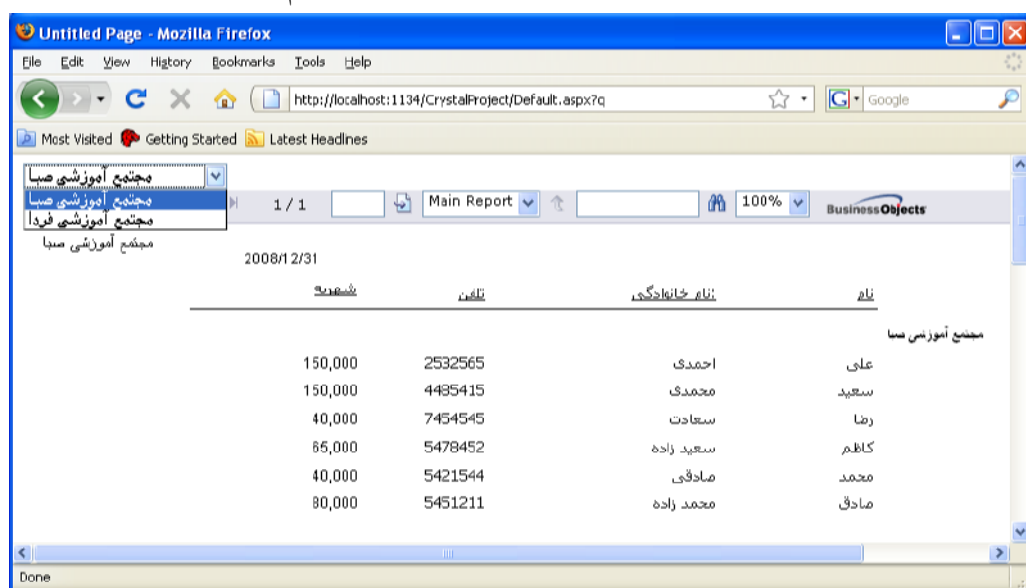 Untitled Page - Mozilla Firefox
File Edit View History Bookmarks Tools Help
http://localhost:1134/CrystalProject/Default.aspx?q
G Google
Most Visited Getting Started Latest Headlines
مجتمع آموزشی صبا
مجتمع آموزشی صبا
مجتمع آموزشی فردا
1 / 1 Main Report 100% BusinessObjects
مجتمع آموزشی صبا
2008/12/31
نام نام خانوادگی: تلفن شهریه
مجتمع آموزشی صبا
علی احمدی 2532565 150,000
سعید محمدی 4485415 150,000
رضا سعادت 7454545 40,000
کاظم سعید زاده 5478452 65,000
محمد صادقی 5421544 40,000
صادق محمد زاده 5451211 80,000
Done